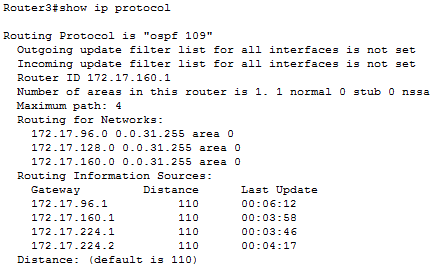 Router3#show ip protocol
Routing Protocol is "ospf 109"
Outgoing update filter list for all interfaces is not set
Incoming update filter list for all interfaces is not set
Router ID 172.17.160.1
Number of areas in this router is 1. 1 normal 0 stub 0 nssa
Maximum path: 4
Routing for Networks:
172.17.96.0 0.0.31.255 area 0
172.17.128.0 0.0.31.255 area 0
172.17.160.0 0.0.31.255 area 0
Routing Information Sources:
Gateway Distance Last Update
172.17.96.1 110 00:06:12
172.17.160.1 110 00:03:58
172.17.224.1 110 00:03:46
172.17.224.2 110 00:04:17
Distance: (default is 110)